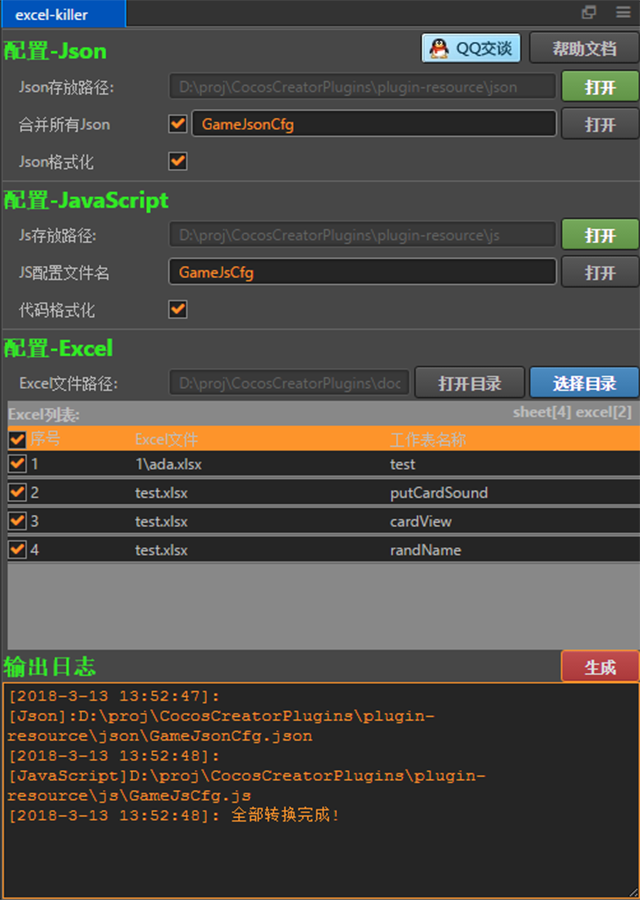 excel-killer
配置-Json
QQ交谈 帮助文档
Json存放路径: D:\proj\CocosCreatorPlugins\plugin-resource\json 打开
合并所有Json GameJsonCfg 打开
Json格式化
配置-JavaScript
Js存放路径: D:\proj\CocosCreatorPlugins\plugin-resource\js 打开
JS配置文件名 GameJsCfg 打开
代码格式化
配置-Excel
Excel文件路径: D:\proj\CocosCreatorPlugins\doc 打开目录 选择目录
Excel列表: sheet[4] excel[2]
序号 Excel文件 工作表名称
1 1\ada.xlsx test
2 test.xlsx putCardSound
3 test.xlsx cardView
4 test.xlsx randName
输出日志 生成
[2018-3-13 13:52:47]:
[Json]:D:\proj\CocosCreatorPlugins\plugin-
resource\json\GameJsonCfg.json
[2018-3-13 13:52:48]:
[JavaScript]D:\proj\CocosCreatorPlugins\plugin-
resource\js\GameJsCfg.js
[2018-3-13 13:52:48]: 全部转换完成!